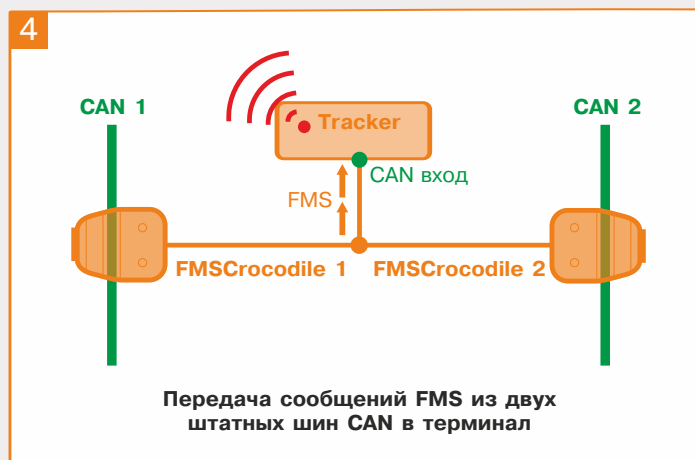 4
CAN 1
CAN 2
Tracker
CAN вход
FMS
FMSCrocodile 1
FMSCrocodile 2
Передача сообщений FMS из двух
штатных шин CAN в терминал